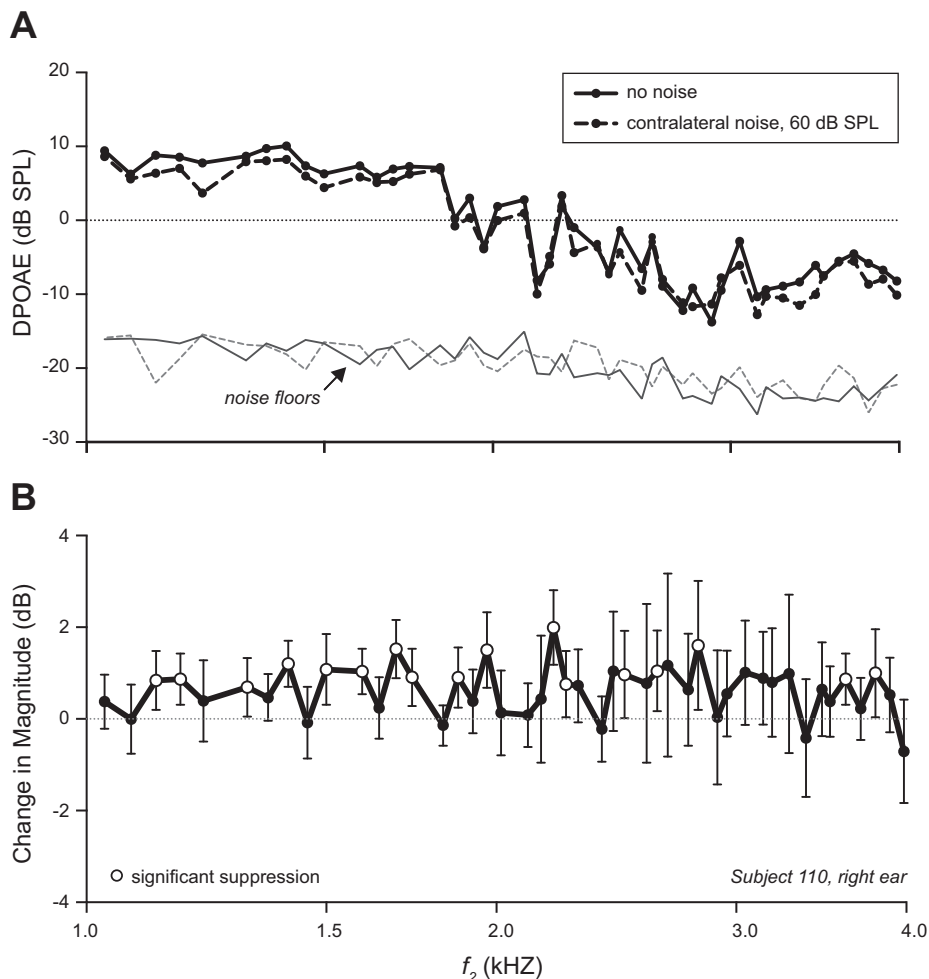 A
20
10
0
-10
-20
-30
DPOAE (dB SPL)
no noise
contralateral noise, 60 dB SPL
noise floors
B
4
2
0
-2
-4
Change in Magnitude (dB)
significant suppression
Subject 110, right ear
1.0 1.5 2.0 3.0 4.0
f2 (kHZ)